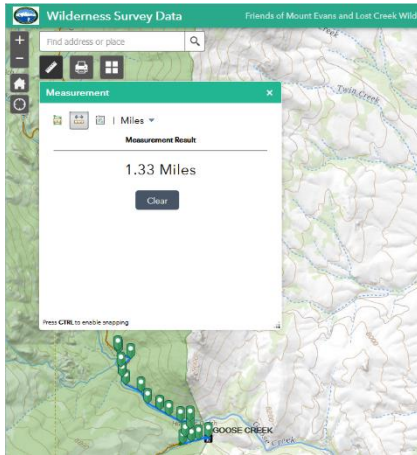 Wilderness Survey Data
Friends of Mount Evans and Lost Creek Wild
Find address or place
Measurement
Miles
Measurement Result
1.33 Miles
Clear
Press CTRL to enable snapping
Twin Creek
GOOSE CREEK